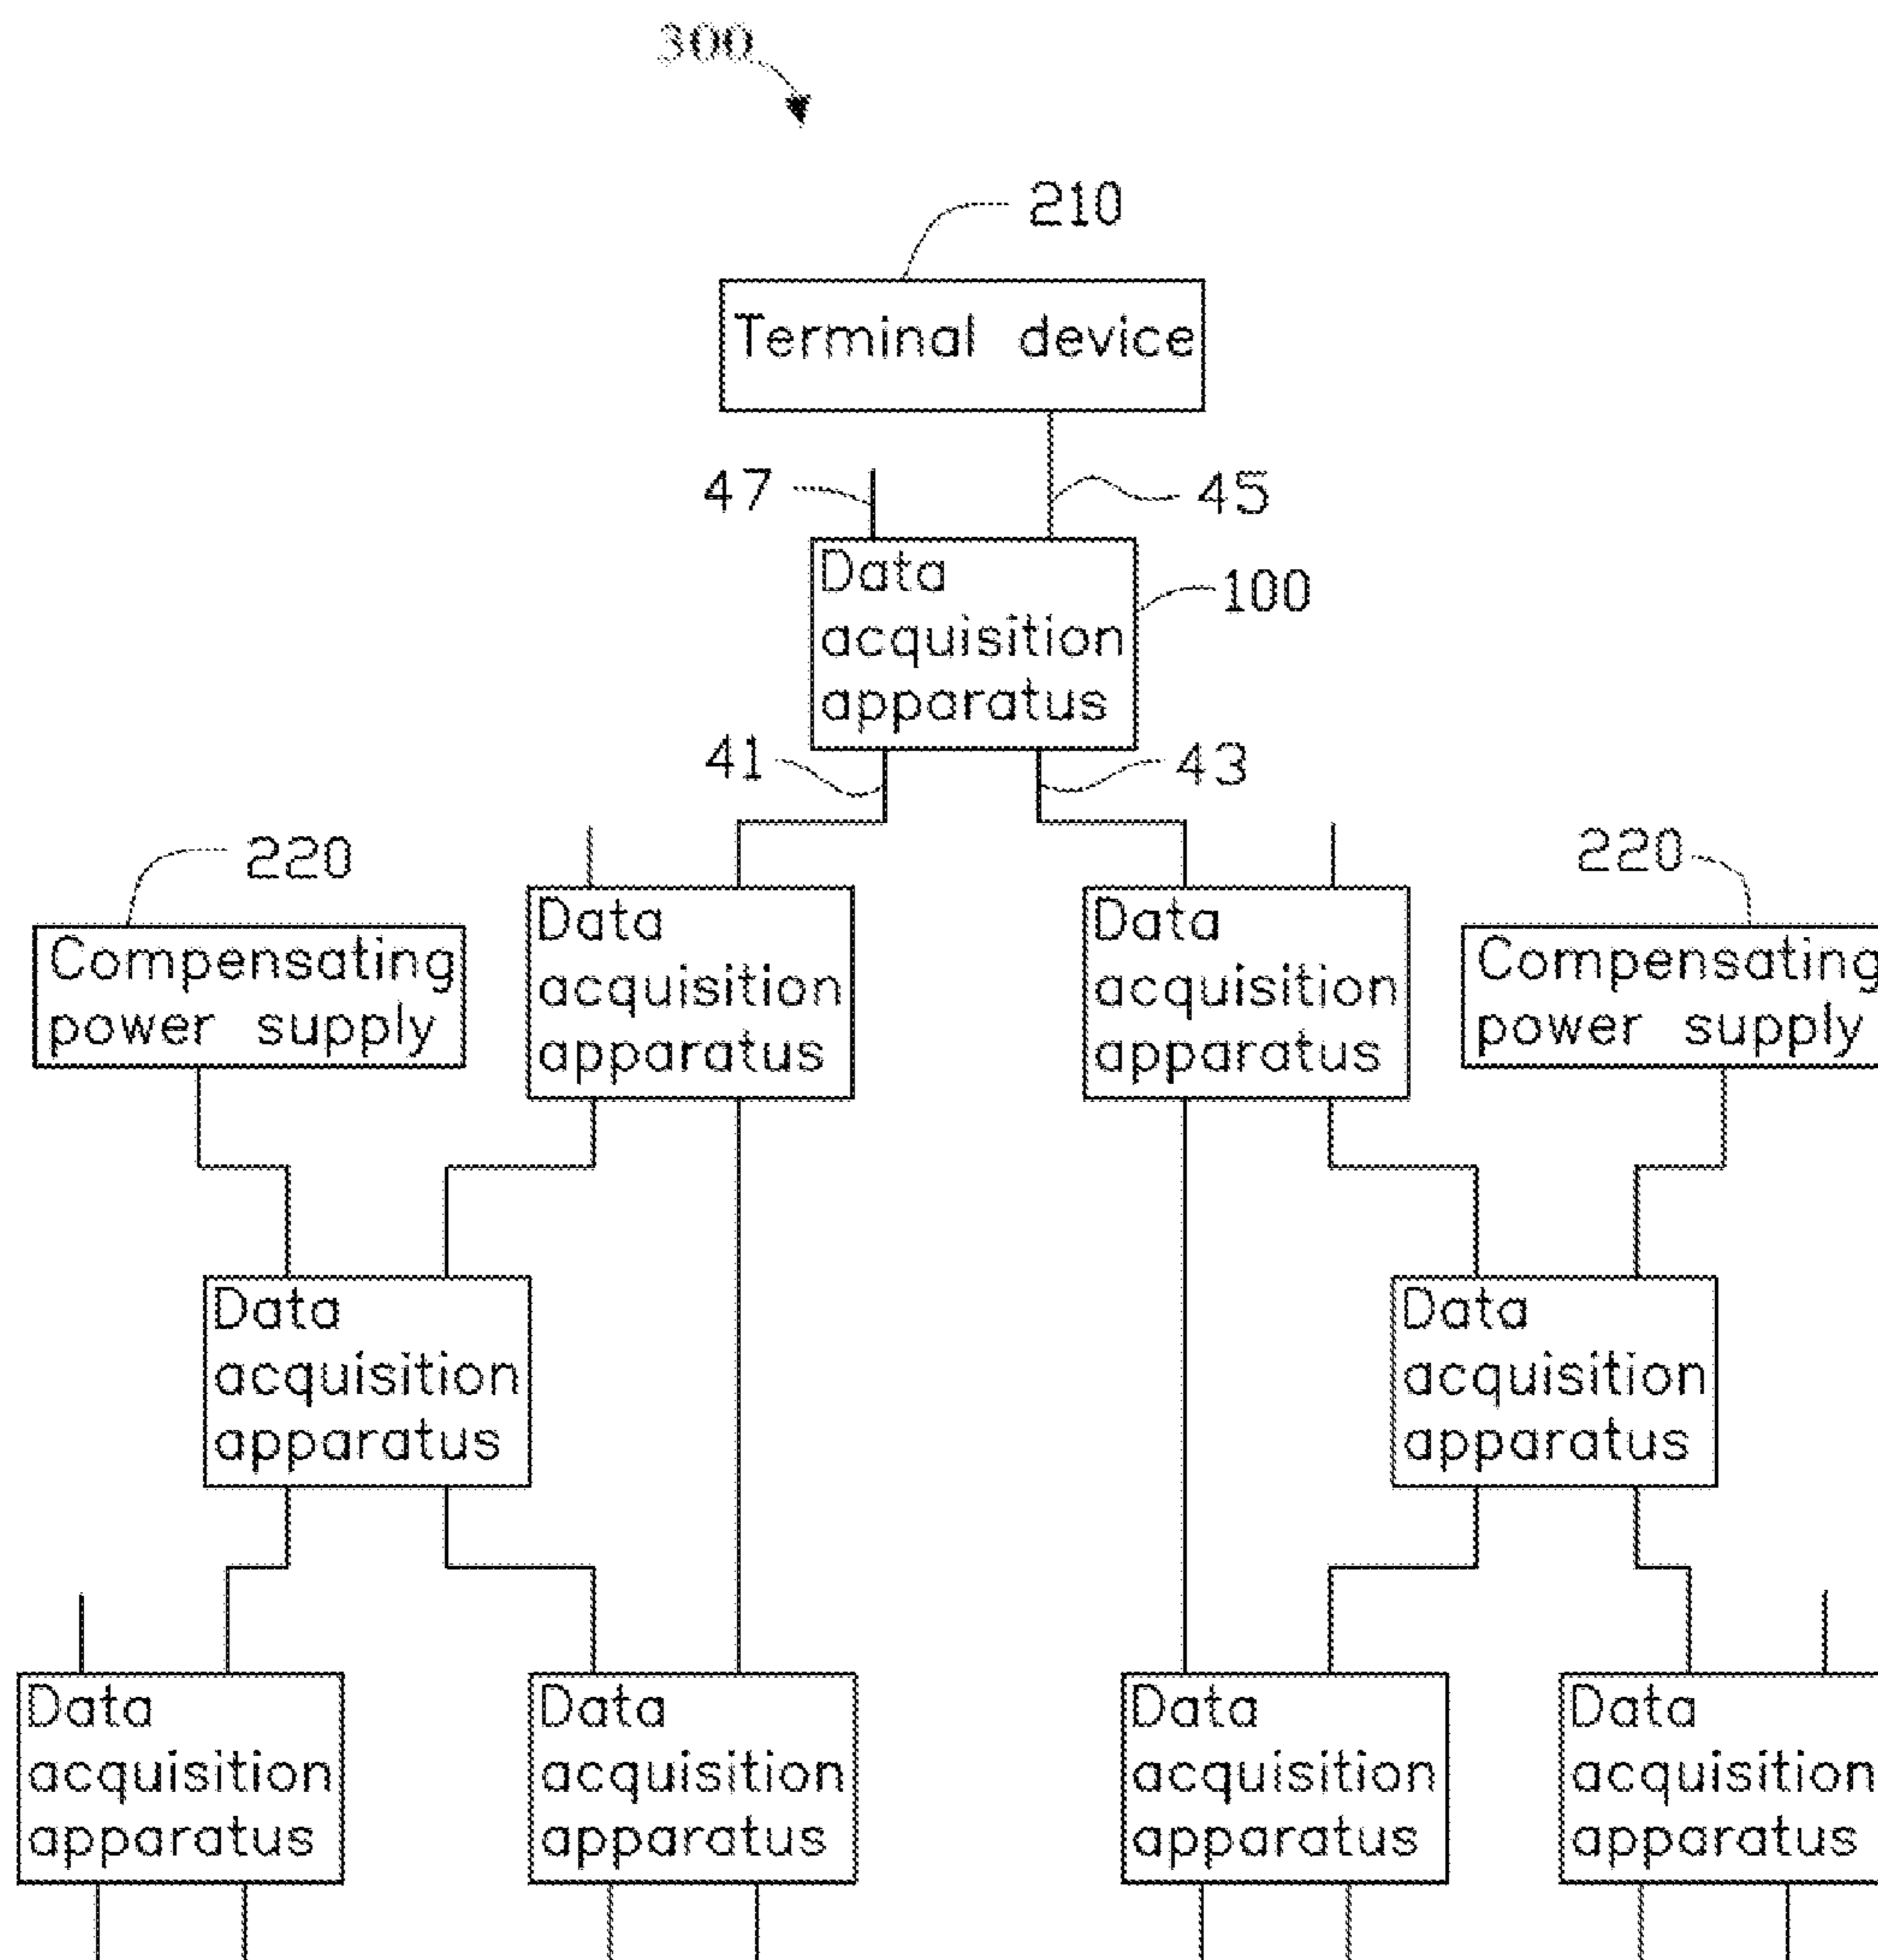 300
210
Terminal device
47
45
Data
acquisition
apparatus
100
41
43
220
Compensating
power supply
Data
acquisition
apparatus
Data
acquisition
apparatus
220
Compensating
power supply
Data
acquisition
apparatus
Data
acquisition
apparatus
Data
acquisition
apparatus
Data
acquisition
apparatus
Data
acquisition
apparatus
Data
acquisition
apparatus